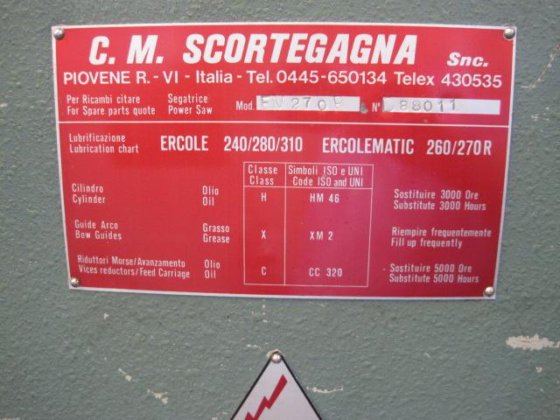 C. M. SCORTEGAGNA Snc.
PIOVENE R. - VI - Italia - Tel. 0445-650134 Telex 430535
Per Ricambi citare Segatrice
For Spare parts quote Power Saw Mod. N° 88011
Lubrificazione
Lubrication chart ERCOLE 240/280/310 ERCOLEMATIC 260/270 R
Classe Simboli ISO e UNI
Class Code ISO and UNI
Cilindro Olio H HM 46 Sostituire 3000 Ore
Cylinder Oil Substitute 3000 Hours
Guide Arco Grasso X XM 2 Riempire frequentemente
Bow Guides Grease Fill up frequently
Riduttori Morse/Avanzamento Olio C CC 320 Sostituire 5000 Ore
Vices reductors/Feed Carriage Oil Substitute 5000 Hours